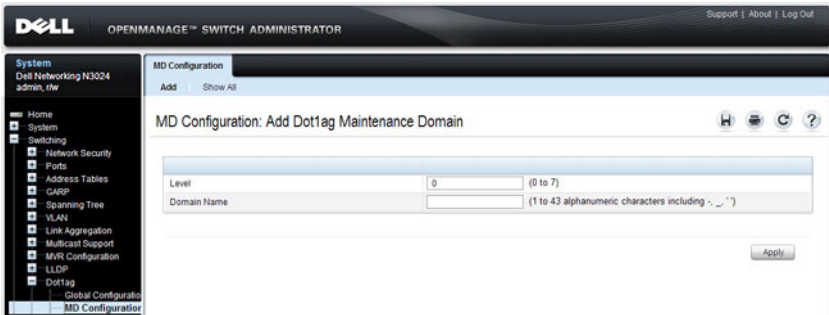 Support | About | Log Out
DELL OPENMANAGE™ SWITCH ADMINISTRATOR
System
Dell Networking N3024
admin, r/w
Home
System
Switching
Network Security
Ports
Address Tables
GARP
Spanning Tree
VLAN
Link Aggregation
Multicast Support
MVR Configuration
LLDP
Dot1ag
Global Configuratio
MD Configuration
MD Configuration
Add Show All
MD Configuration: Add Dot1ag Maintenance Domain
Level 0 (0 to 7)
Domain Name (1 to 43 alphanumeric characters including -, _, ' ')
Apply